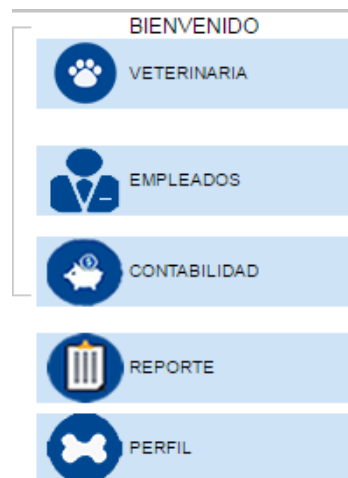 BIENVENIDO
VETERINARIA
EMPLEADOS
CONTABILIDAD
REPORTE
PERFIL